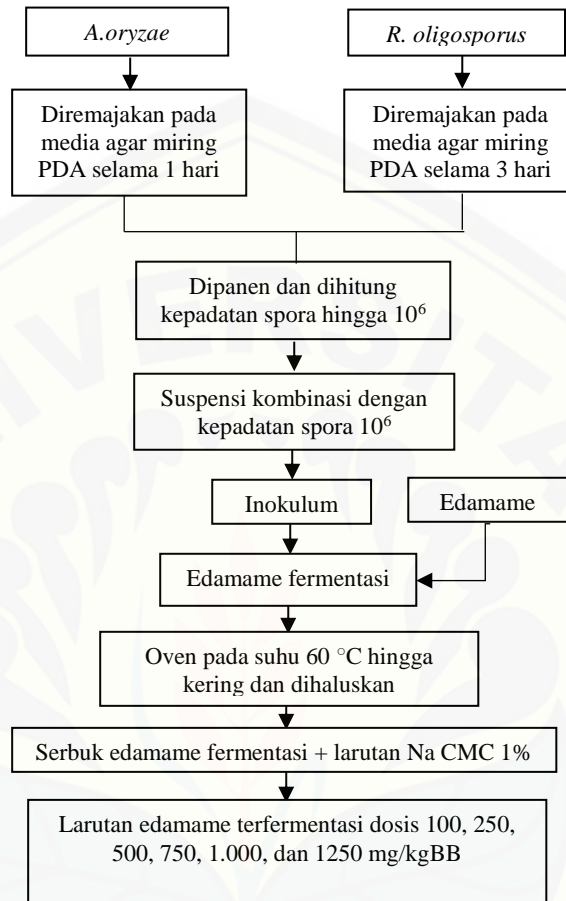 A.oryzae
R. oligosporus
Diremajakan pada
media agar miring
PDA selama 1 hari
Diremajakan pada
media agar miring
PDA selama 3 hari
Dipanen dan dihitung
kepadatan spora hingga 10⁶
Suspensi kombinasi dengan
kepadatan spora 10⁶
Inokulum
Edamame
Edamame fermentasi
Oven pada suhu 60 °C hingga
kering dan dihaluskan
Serbuk edamame fermentasi + larutan Na CMC 1%
Larutan edamame terfermentasi dosis 100, 250,
500, 750, 1.000, dan 1250 mg/kgBB